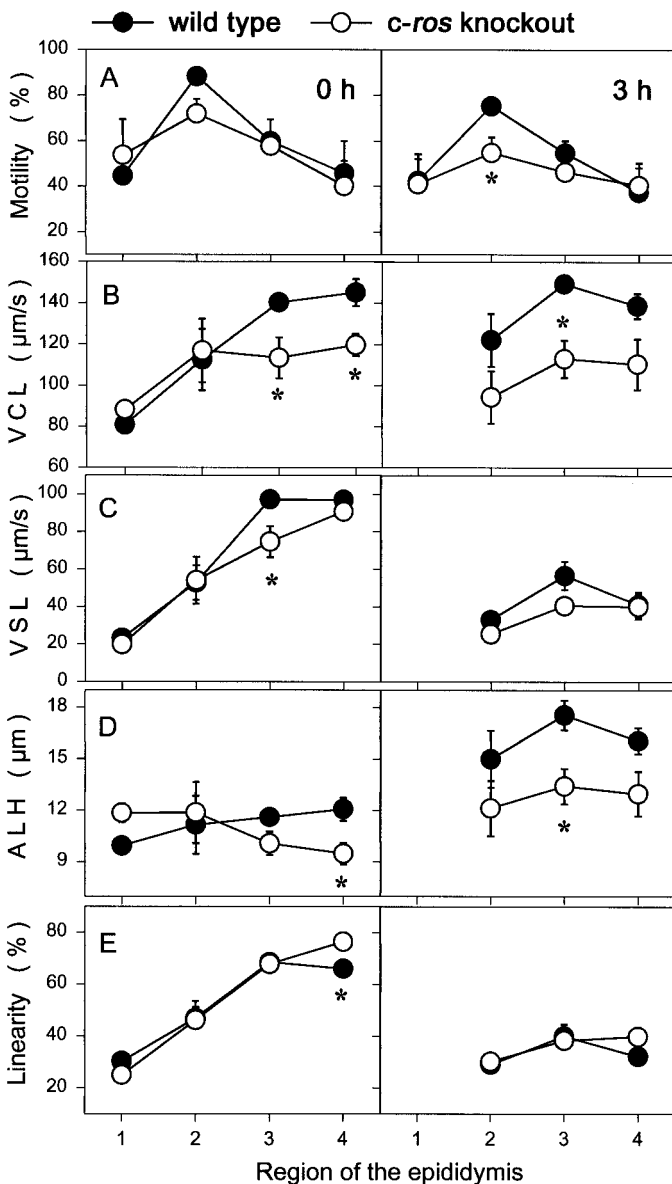 wild type c-ros knockout
A 0 h 3 h
Motility ( % )
100
80
60
40
20
*
B
VCL ( µm/s )
160
140
120
100
80
60
* * *
C
VSL ( µm/s )
100
80
60
40
20
0
*
D
ALH ( µm )
18
15
12
9
* *
E
Linearity ( % )
80
60
40
20
*
1 2 3 4 1 2 3 4
Region of the epididymis